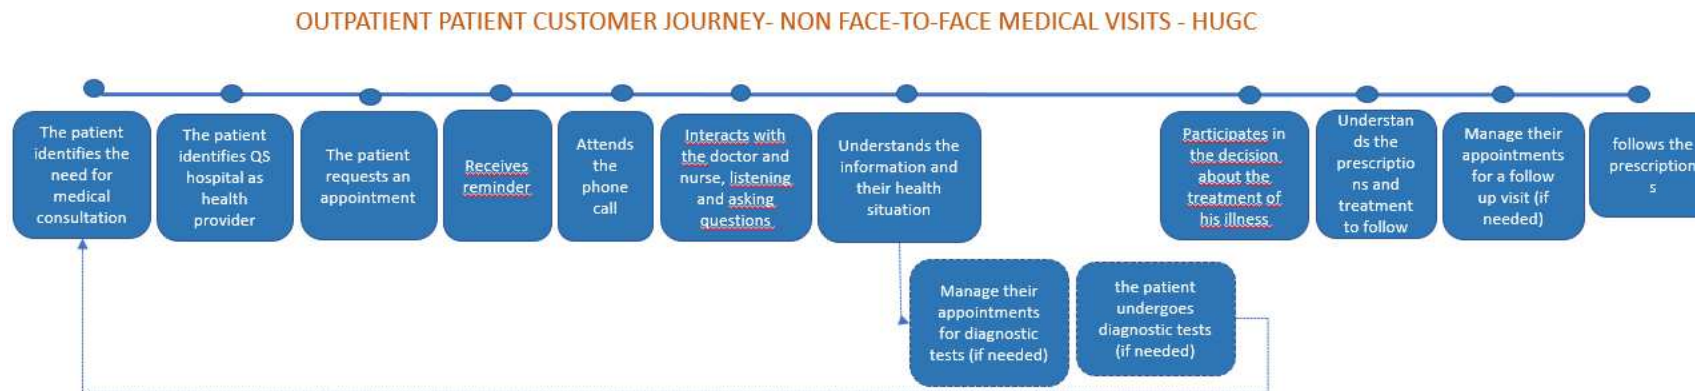 OUTPATIENT PATIENT CUSTOMER JOURNEY- NON FACE-TO-FACE MEDICAL VISITS - HUGC
The patient
identifies the
need for
medical
consultation
The patient
identifies QS
hospital as
health
provider
The patient
requests an
appointment
Receives
reminder
Attends
the
phone
call
Interacts with
the doctor and
nurse, listening
and asking
questions
Understands the
information and
their health
situation
Participates in
the decision
about the
treatment of
his illness
Understan
ds the
prescriptio
ns and
treatment
to follow
Manage their
appointments
for a follow
up visit (if
needed)
follows the
prescription
s
Manage their
appointments
for diagnostic
tests (if needed)
the patient
undergoes
diagnostic tests
(if needed)